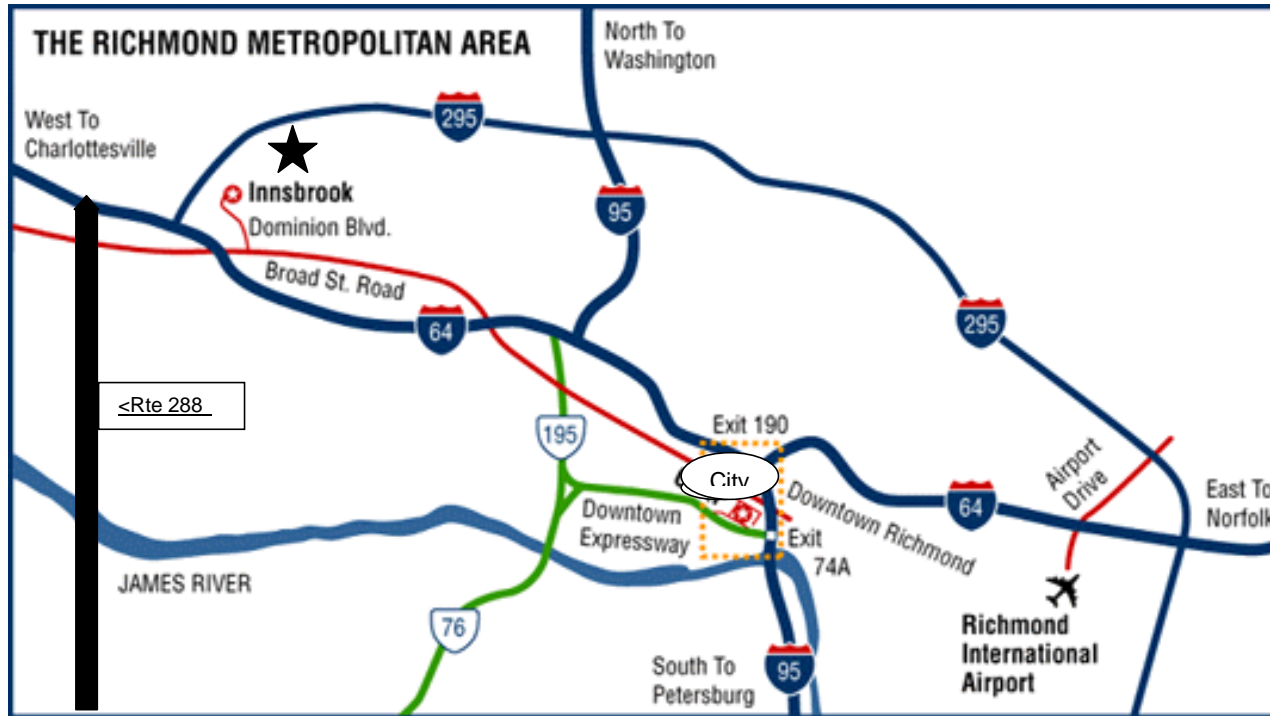 THE RICHMOND METROPOLITAN AREA
North To
Washington
West To
Charlottesville
295
Innsbrook
Dominion Blvd.
95
Broad St. Road
64
295
<Rte 288
195
Exit 190
City
Airport
Drive
64
East To
Norfolk
Downtown
Expressway
Downtown Richmond
Exit
74A
JAMES RIVER
76
South To
Petersburg
95
Richmond
International
Airport